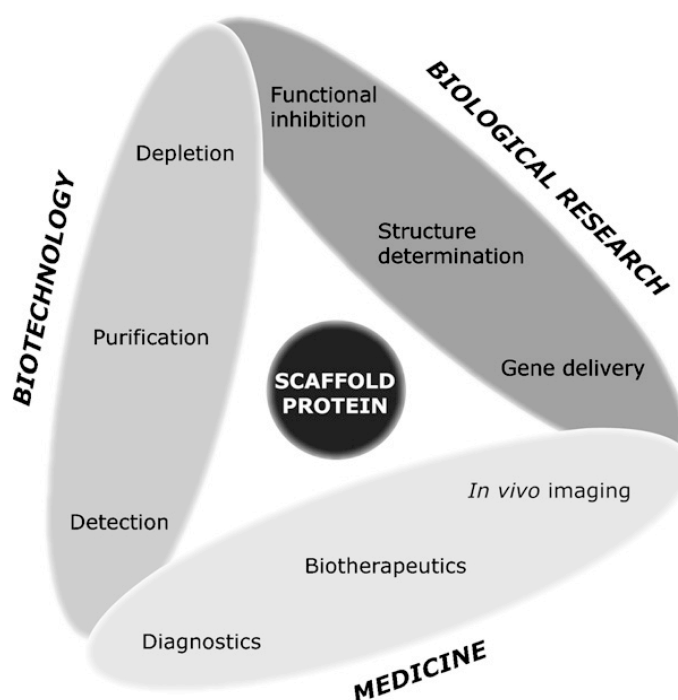 BIOTECHNOLOGY
Depletion
Purification
Detection
BIOLOGICAL RESEARCH
Functional
inhibition
Structure
determination
Gene delivery
SCAFFOLD
PROTEIN
In vivo imaging
Biotherapeutics
Diagnostics
MEDICINE